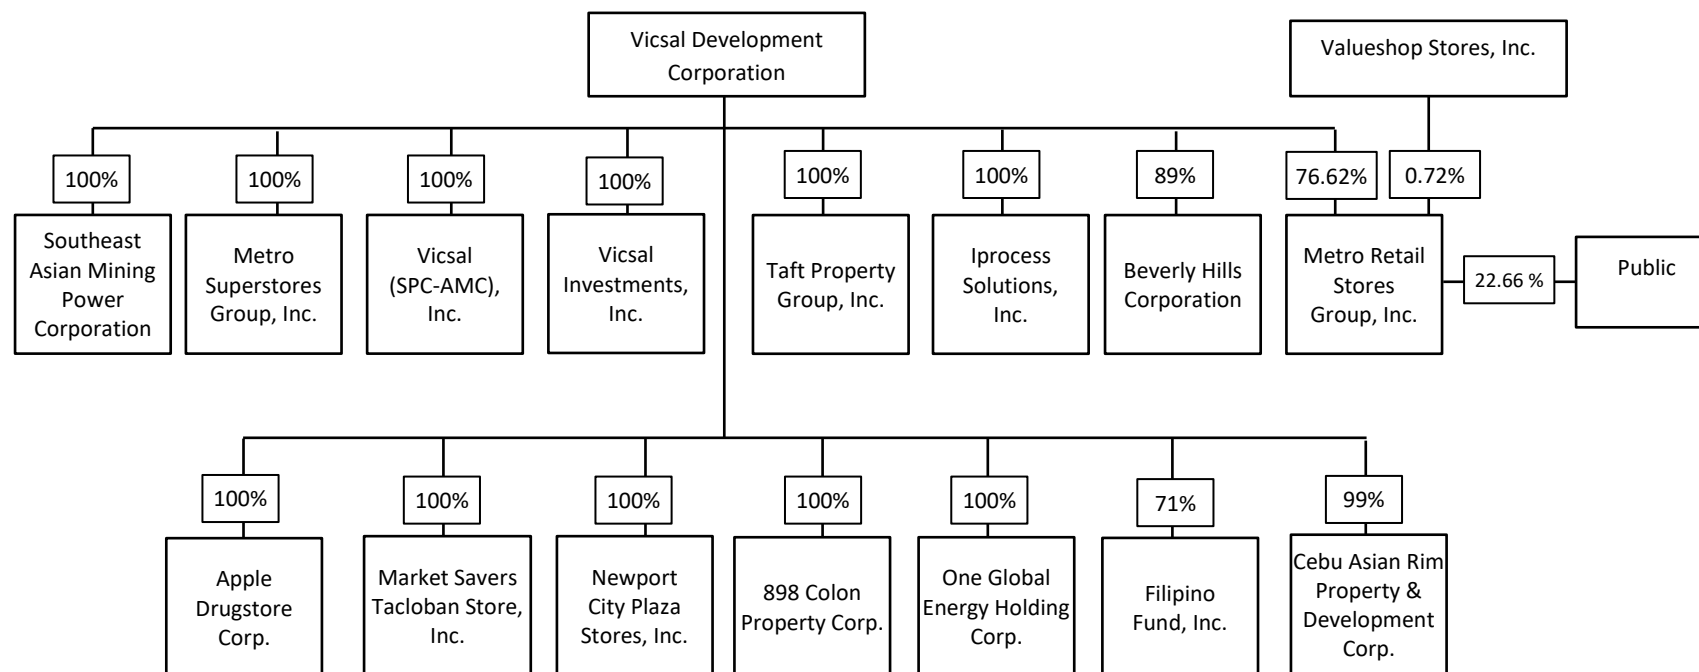 Vicsal Development
Corporation
Valueshop Stores, Inc.
100%
100%
100%
100%
100%
100%
89%
76.62%
0.72%
Southeast
Asian Mining
Power
Corporation
Metro
Superstores
Group, Inc.
Vicsal
(SPC-AMC),
Inc.
Vicsal
Investments,
Inc.
Taft Property
Group, Inc.
Iprocess
Solutions,
Inc.
Beverly Hills
Corporation
Metro Retail
Stores
Group, Inc.
22.66 %
Public
100%
100%
100%
100%
100%
71%
99%
Apple
Drugstore
Corp.
Market Savers
Tacloban Store,
Inc.
Newport
City Plaza
Stores, Inc.
898 Colon
Property Corp.
One Global
Energy Holding
Corp.
Filipino
Fund, Inc.
Cebu Asian Rim
Property &
Development
Corp.